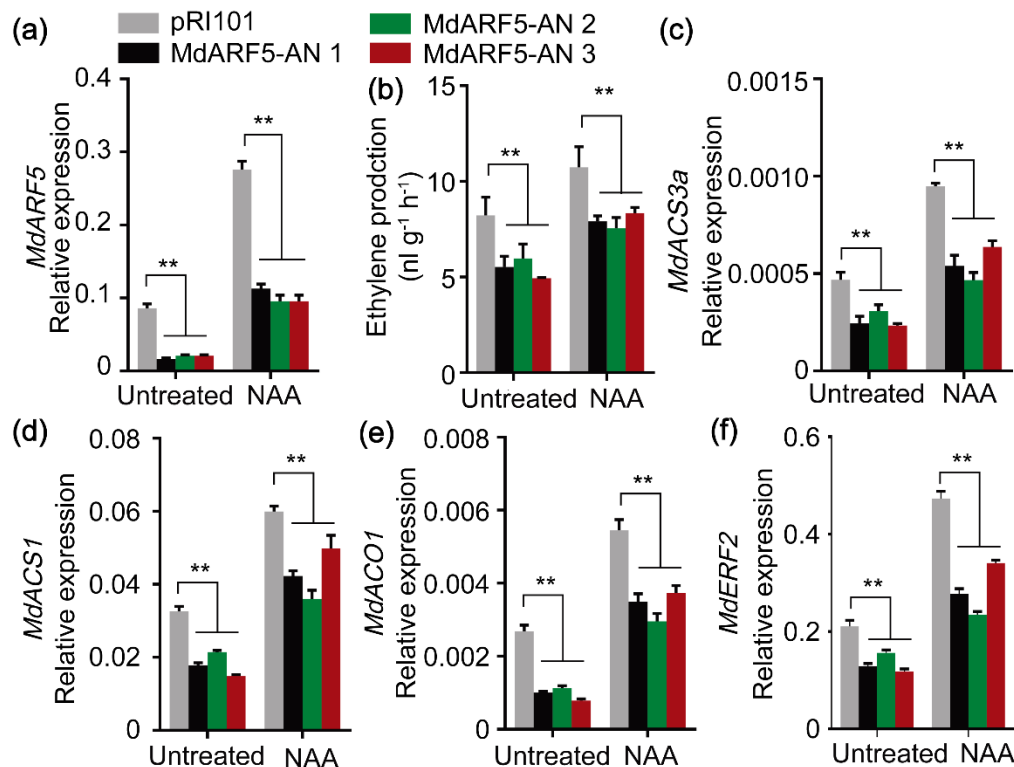 (a)
pRI101
MdARF5-AN 1
MdARF5-AN 2
MdARF5-AN 3
MdARF5
Relative expression
0.4
0.3
0.2
0.1
0
**
**
Untreated
NAA
(b)
Ethylene prodction
(nl g⁻¹ h⁻¹)
15
10
5
0
**
**
Untreated
NAA
(c)
MdACS3a
Relative expression
0.0015
0.0010
0.0005
0
**
**
Untreated
NAA
(d)
MdACS1
Relative expression
0.08
0.06
0.04
0.02
0
**
**
Untreated
NAA
(e)
MdACO1
Relative expression
0.008
0.006
0.004
0.002
0
**
**
Untreated
NAA
(f)
MdERF2
Relative expression
0.6
0.4
0.2
0
**
**
Untreated
NAA